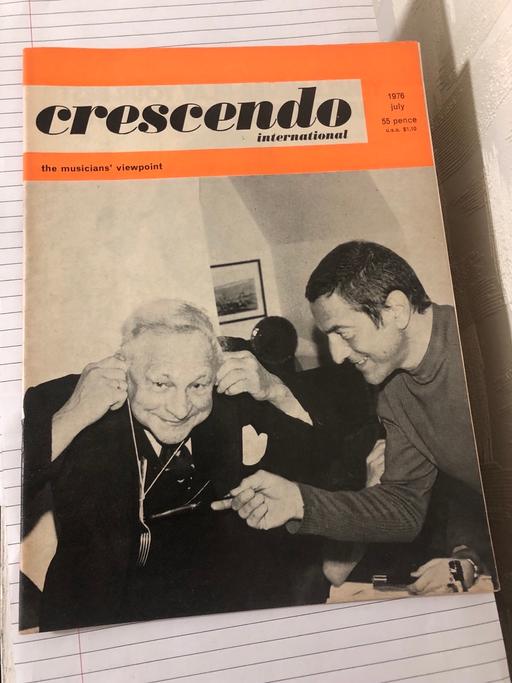 1976
july
crescendo
55 pence
u.s.a. $1.10
international
the musicians' viewpoint